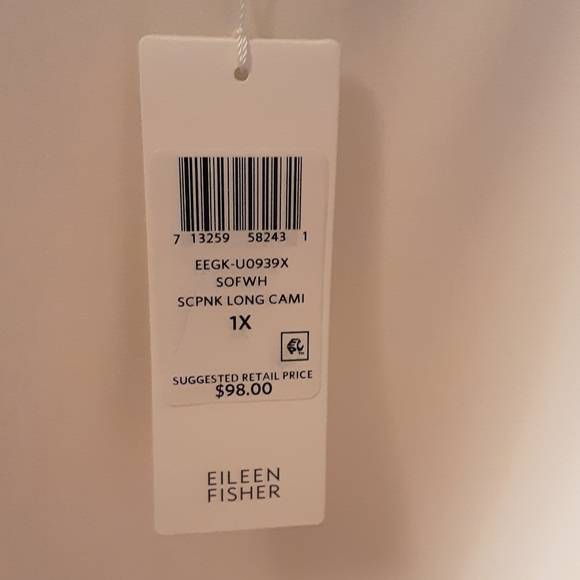 7 13259 58243 1
EEGK-U0939X
SOFWH
SCPNK LONG CAMI
1X
SUGGESTED RETAIL PRICE
$98.00
EILEEN
FISHER